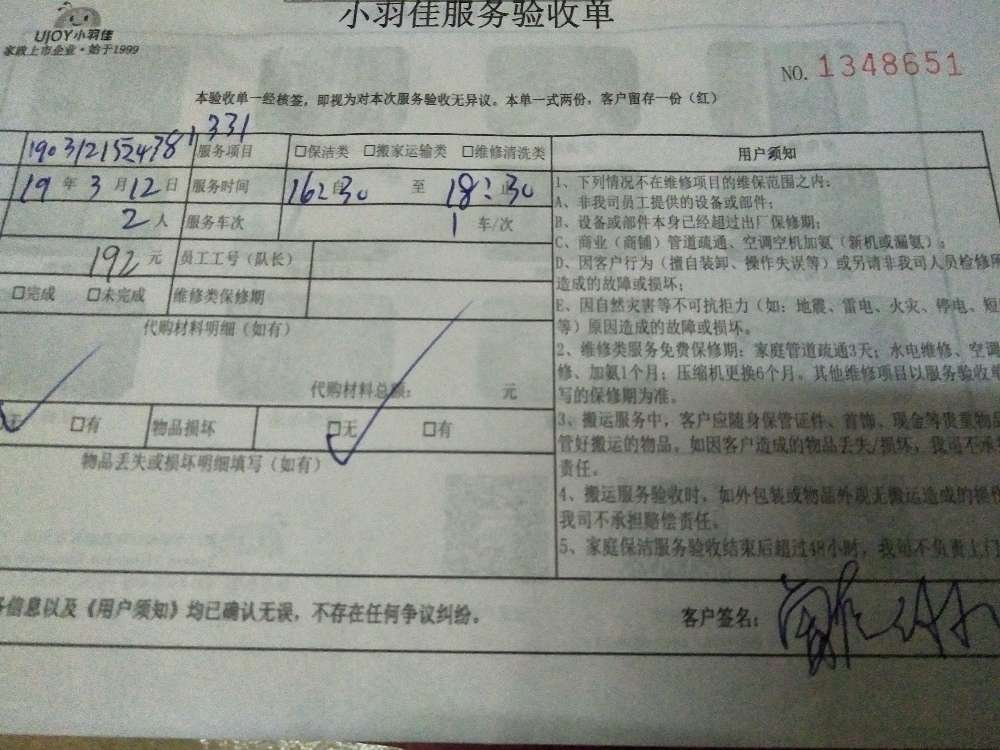 小羽佳服务验收单
UJOY小羽佳
家政上市企业·始于1999
NO. 1348651
本验收单一经核签，即视为对本次服务验收无异议。本单一式两份，客户留存一份（红）
331
服务项目 □保洁类 □搬家运输类 □维修清洗类
19年3月12日 服务时间 16:30 至 18:30
2人 服务车次 1车/次
192元 员工工号（队长）
□完成 □未完成 维修类保修期
代购材料明细（如有）
代购材料总额： 元
□有 物品损坏 □无 □有
物品丢失或损坏明细填写（如有）
用户须知
1、下列情况不在维修项目的维保范围之内：
A、非我司员工提供的设备或部件；
B、设备或部件本身已经超过出厂保修期；
C、商业（商铺）管道疏通、空调空机加氨（新机或漏氨）；
D、因客户行为（擅自装卸、操作失误等）或另请非我司人员检修所
造成的故障或损坏；
E、因自然灾害等不可抗拒力（如：地震、雷电、火灾、停电、短
等）原因造成的故障或损坏。
2、维修类服务免费保修期：家庭管道疏通3天；水电维修、空调
修、加氨1个月；压缩机更换6个月。其他维修项目以服务验收单
写的保修期为准。
3、搬运服务中，客户应随身保管证件、首饰、现金等贵重物品
管好搬运的物品。如因客户造成的物品丢失/损坏，我司不承
责任。
4、搬运服务验收时，如外包装或物品外观无搬运造成的损
我司不承担赔偿责任。
5、家庭保洁服务验收结束后超过48小时，我司不负责上门
信息以及《用户须知》均已确认无误，不存在任何争议纠纷。
客户签名：